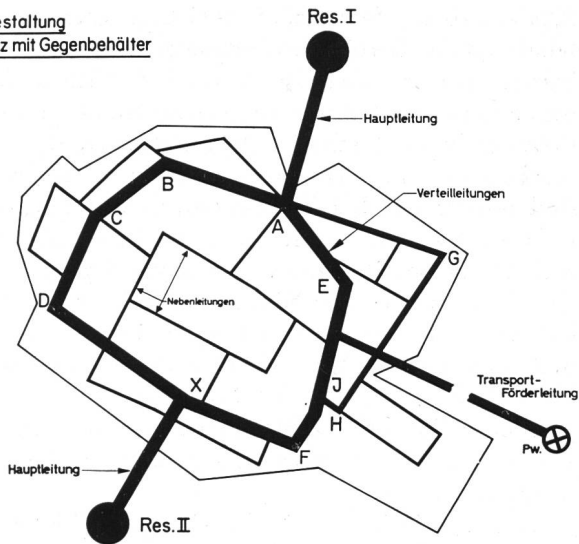 estaltung
z mit Gegenbehälter
Res.I
Hauptleitung
Verteilleitungen
B
A
C
G
E
D
Nebenleitungen
X
J
H
Transport-
Förderleitung
F
Pw.
Hauptleitung
Res.II